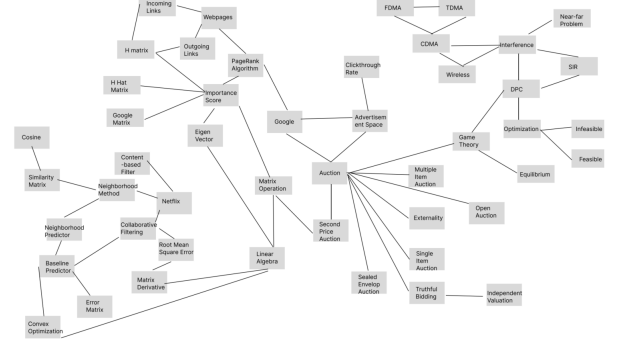 Incoming
Links
Webpages
FDMA
TDMA
Near-far
Problem
H matrix
Outgoing
Links
CDMA
Interference
PageRank
Algorithm
Clickthrough
Rate
Wireless
SIR
H Hat
Matrix
Importance
Score
DPC
Google
Matrix
Google
Advertisem
ent Space
Cosine
Eigen
Vector
Game
Theory
Optimization
Infeasible
Content
-based
Filter
Feasible
Similarity
Matrix
Neighborhood
Method
Netflix
Matrix
Operation
Auction
Multiple
Item
Auction
Equilibrium
Neighborhood
Predictor
Collaborative
Filtering
Second
Price
Auction
Externality
Open
Auction
Root Mean
Square Error
Baseline
Predictor
Linear
Algebra
Single
Item
Auction
Matrix
Derivative
Sealed
Envelop
Auction
Truthful
Bidding
Independent
Valuation
Error
Matrix
Convex
Optimization